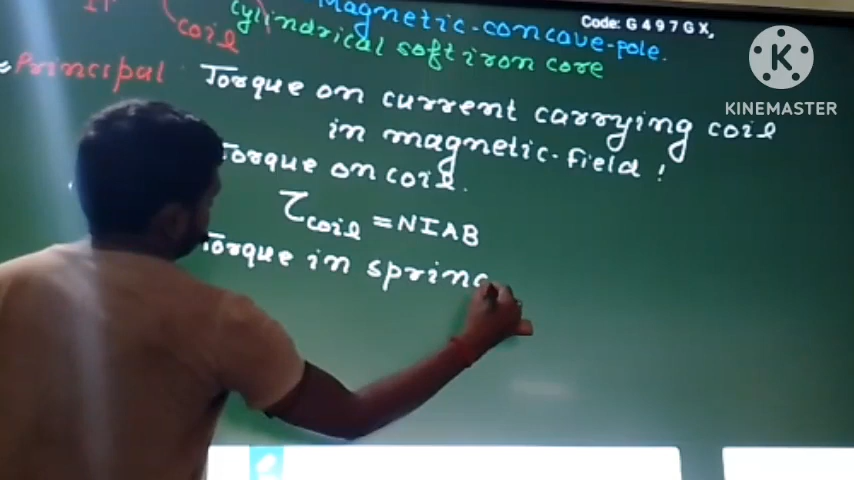 Magnetic-concave-pole.
Code: G 4 9 7 G X,
coil
cylindrical soft iron core
Principal
Torque on current carrying coil
in magnetic-field!
Torque on coil.
τcoil = NIAB
Torque in spring
KINEMASTER